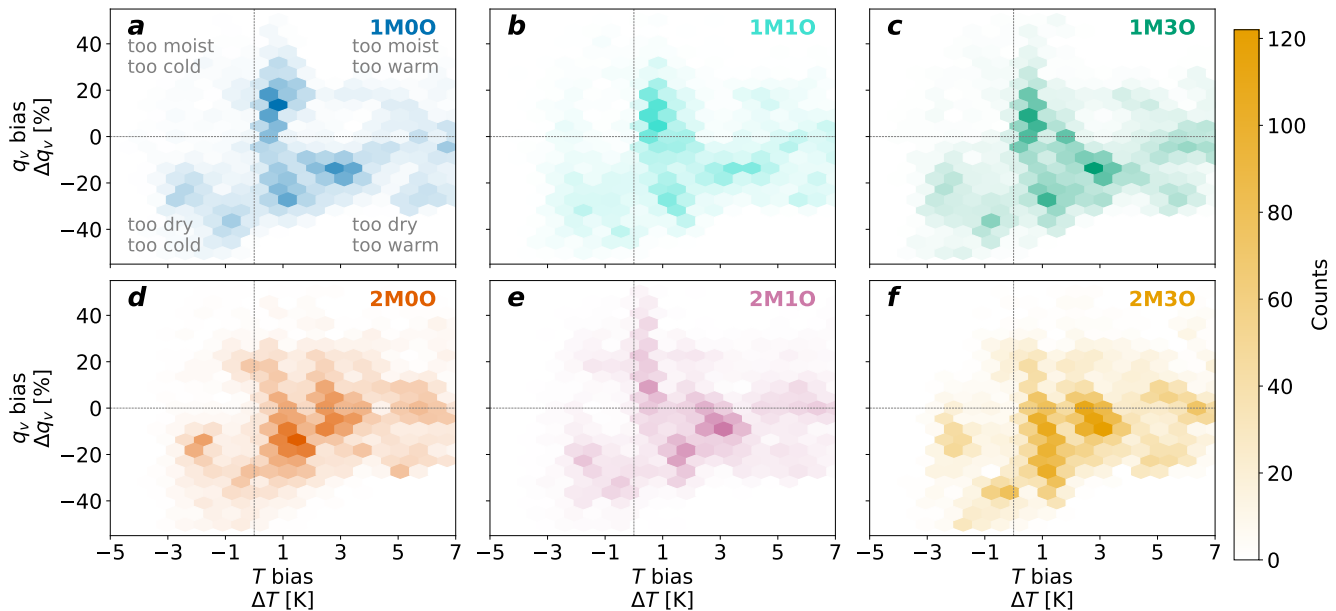 a
1M0O
too moist
too cold
too moist
too warm
too dry
too cold
too dry
too warm
b
1M1O
c
1M3O
40
20
0
−20
−40
qᵥ bias
Δqᵥ [%]
d
2M0O
e
2M1O
f
2M3O
40
20
0
−20
−40
qᵥ bias
Δqᵥ [%]
−5 −3 −1 1 3 5 7
T bias
ΔT [K]
−5 −3 −1 1 3 5 7
T bias
ΔT [K]
−5 −3 −1 1 3 5 7
T bias
ΔT [K]
120
100
80
60
40
20
0
Counts